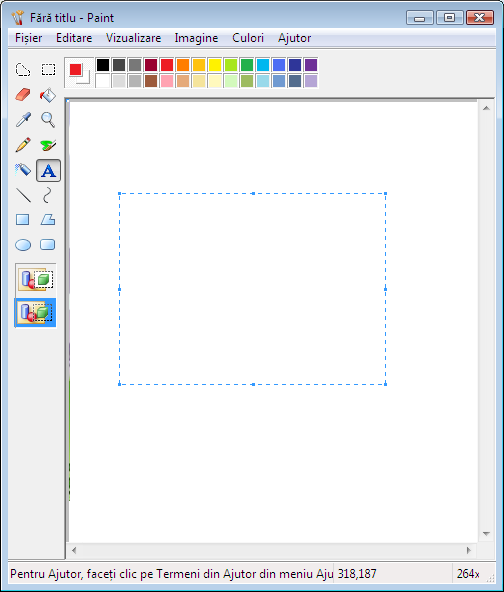 Fără titlu - Paint
Fișier Editare Vizualizare Imagine Culori Ajutor
A
Pentru Ajutor, faceți clic pe Termeni din Ajutor din meniu Aju 318,187 264x